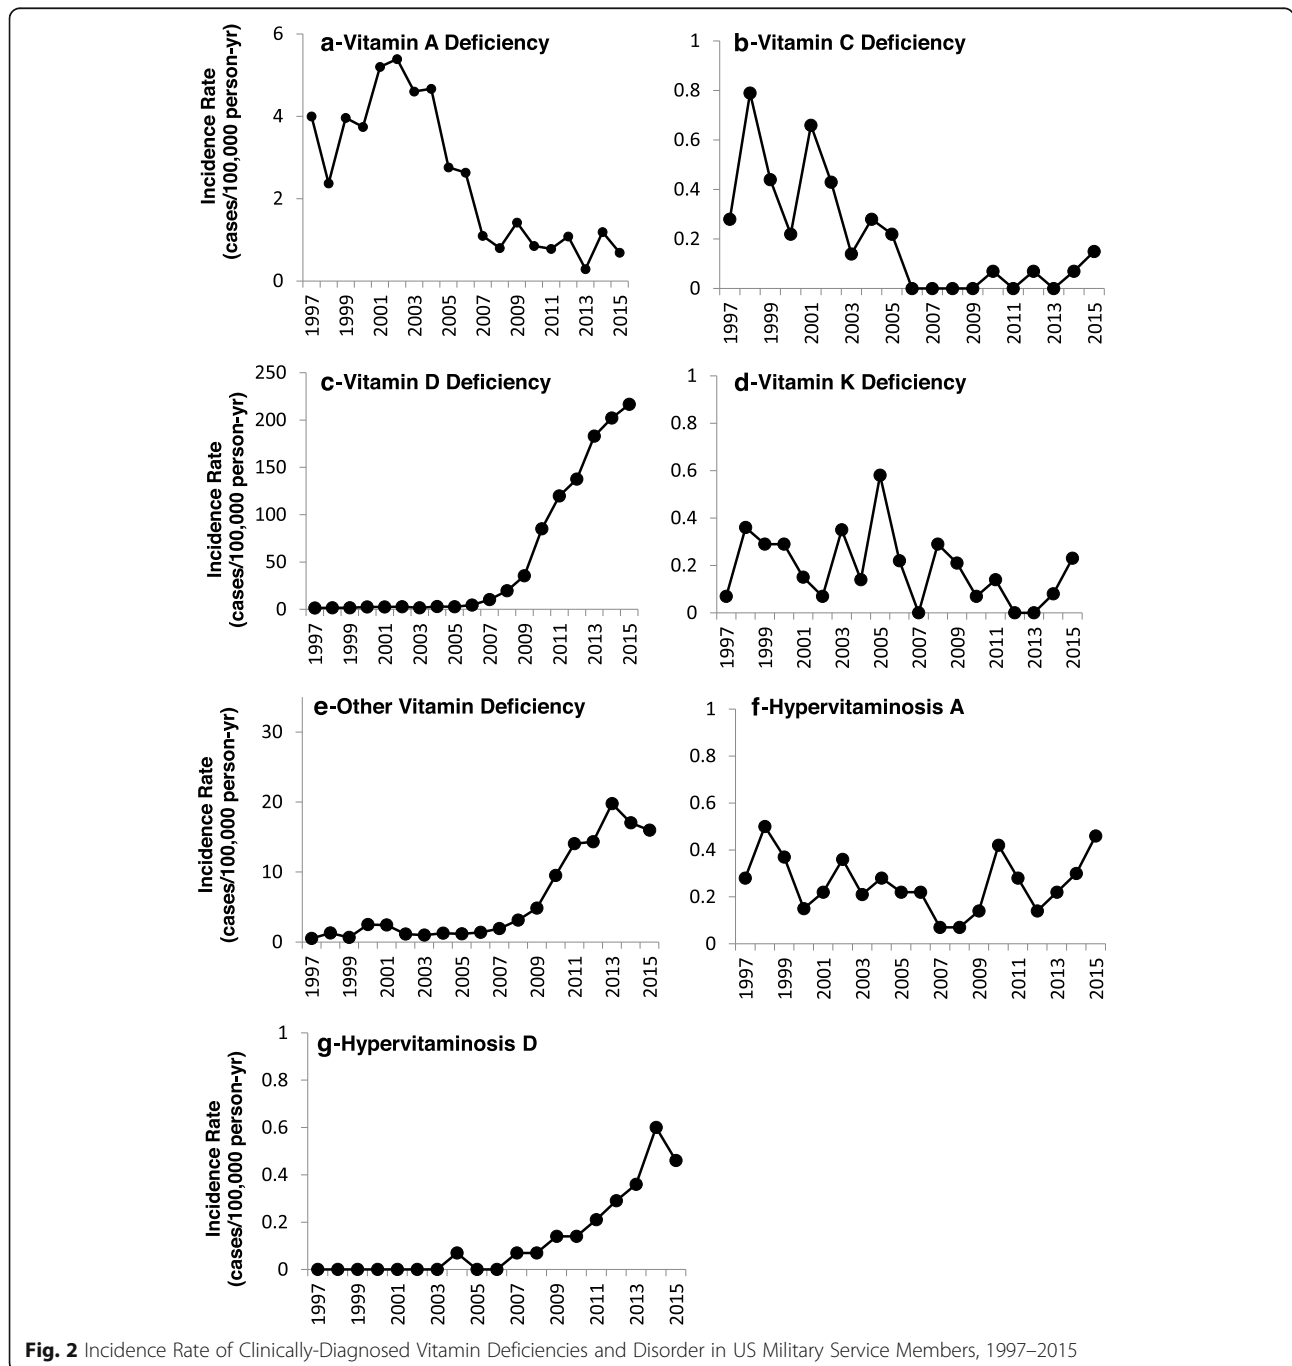 a-Vitamin A Deficiency
Incidence Rate
(cases/100,000 person-yr)
6
4
2
0
1997 1999 2001 2003 2005 2007 2009 2011 2013 2015
b-Vitamin C Deficiency
1
0.8
0.6
0.4
0.2
0
1997 1999 2001 2003 2005 2007 2009 2011 2013 2015
c-Vitamin D Deficiency
Incidence Rate
(cases/100,000 person-yr)
250
200
150
100
50
0
1997 1999 2001 2003 2005 2007 2009 2011 2013 2015
d-Vitamin K Deficiency
1
0.8
0.6
0.4
0.2
0
1997 1999 2001 2003 2005 2007 2009 2011 2013 2015
e-Other Vitamin Deficiency
Incidence Rate
(cases/100,000 person-yr)
30
20
10
0
1997 1999 2001 2003 2005 2007 2009 2011 2013 2015
f-Hypervitaminosis A
1
0.8
0.6
0.4
0.2
0
1997 1999 2001 2003 2005 2007 2009 2011 2013 2015
g-Hypervitaminosis D
Incidence Rate
(cases/100,000 person-yr)
1
0.8
0.6
0.4
0.2
0
1997 1999 2001 2003 2005 2007 2009 2011 2013 2015
Fig. 2 Incidence Rate of Clinically-Diagnosed Vitamin Deficiencies and Disorder in US Military Service Members, 1997–2015